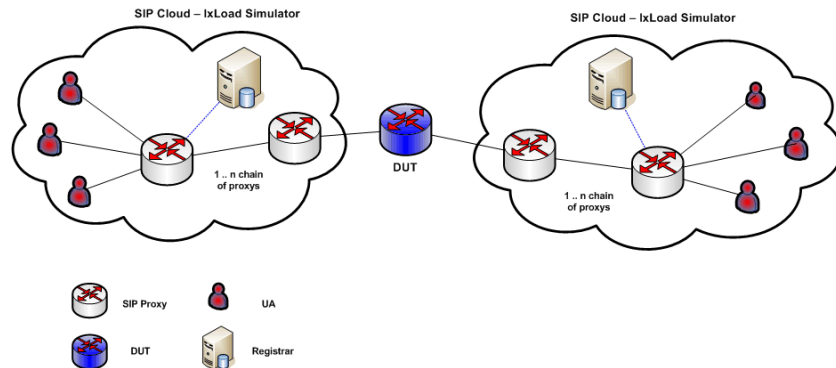 SIP Cloud – IxLoad Simulator
SIP Cloud – IxLoad Simulator
DUT
1 .. n chain
of proxys
1 .. n chain
of proxys
SIP Proxy
UA
DUT
Registrar